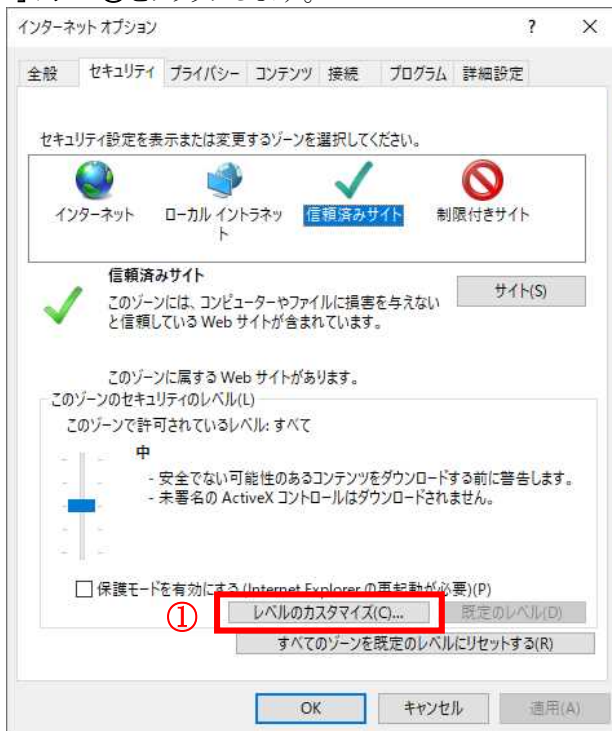 インターネット オプション ? ×
全般 セキュリティ プライバシー コンテンツ 接続 プログラム 詳細設定
セキュリティ設定を表示または変更するゾーンを選択してください。
インターネット ローカル イントラネッ 信頼済みサイト 制限付きサイト
ト
信頼済みサイト
サイト(S)
このゾーンには、コンピューターやファイルに損害を与えない
と信頼している Web サイトが含まれています。
このゾーンに属する Web サイトがあります。
このゾーンのセキュリティのレベル(L)
このゾーンで許可されているレベル: すべて
中
- 安全でない可能性のあるコンテンツをダウンロードする前に警告します。
- 未署名の ActiveX コントロールはダウンロードされません。
保護モードを有効にする (Internet Explorer の再起動が必要)(P)
① レベルのカスタマイズ(C)... 既定のレベル(D)
すべてのゾーンを既定のレベルにリセットする(R)
OK キャンセル 適用(A)